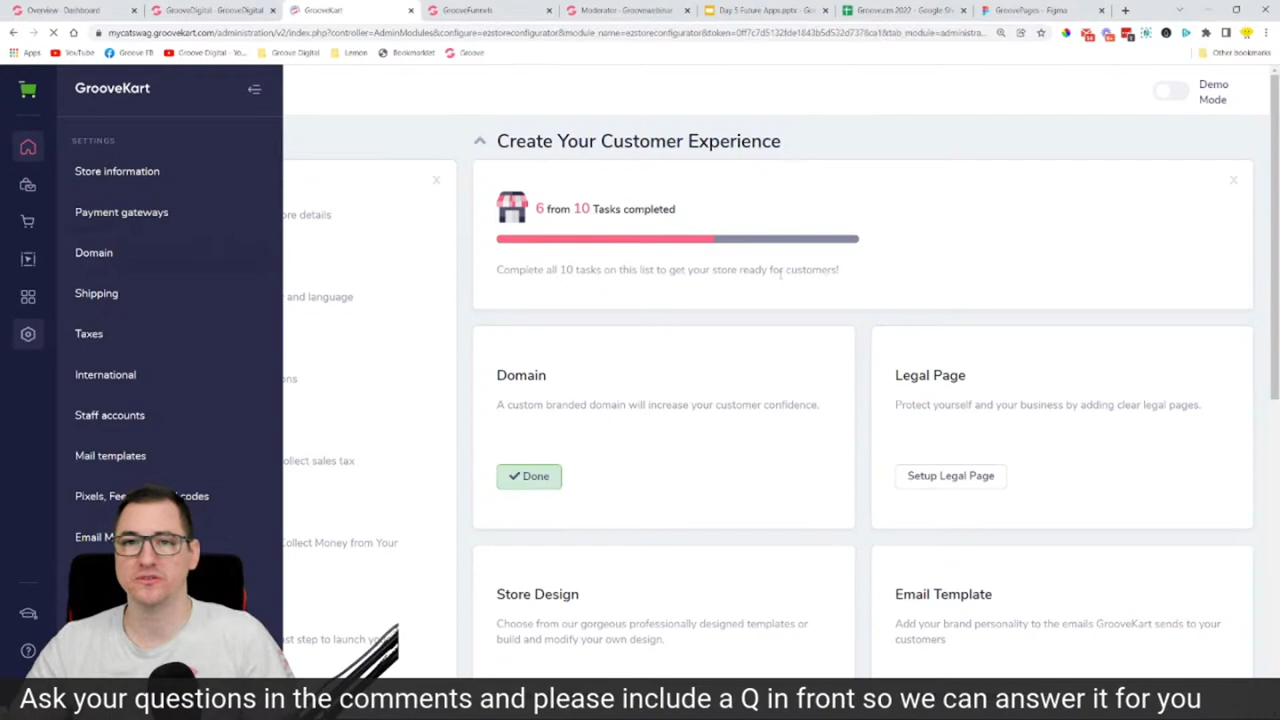 Overview - Dashboard
GrooveDigital - GrooveDigital
GrooveKart
GrooveFunnels
Moderator - Groovewebinar
Day 5 Future Apps.pptx - Goo
Groove.cm 2022 - Google Sh
GroovePages - Figma
Apps
YouTube
Groove FB
Groove Digital - Yo...
Groove Digital
Lemon
Bookmarklet
Groove
Other bookmarks
GrooveKart
Demo
Mode
SETTINGS
Store information
Payment gateways
Domain
Shipping
Taxes
International
Staff accounts
Mail templates
Pixels, Fee codes
Email M
ore details
x
and language
ons
ollect sales tax
Collect Money from Your
ast step to launch yo
Create Your Customer Experience
x
6 from 10 Tasks completed
Complete all 10 tasks on this list to get your store ready for customers!
Domain
A custom branded domain will increase your customer confidence.
Done
Legal Page
Protect yourself and your business by adding clear legal pages.
Setup Legal Page
Store Design
Choose from our gorgeous professionally designed templates or
build and modify your own design.
Email Template
Add your brand personality to the emails GrooveKart sends to your
customers
Ask your questions in the comments and please include a Q in front so we can answer it for you